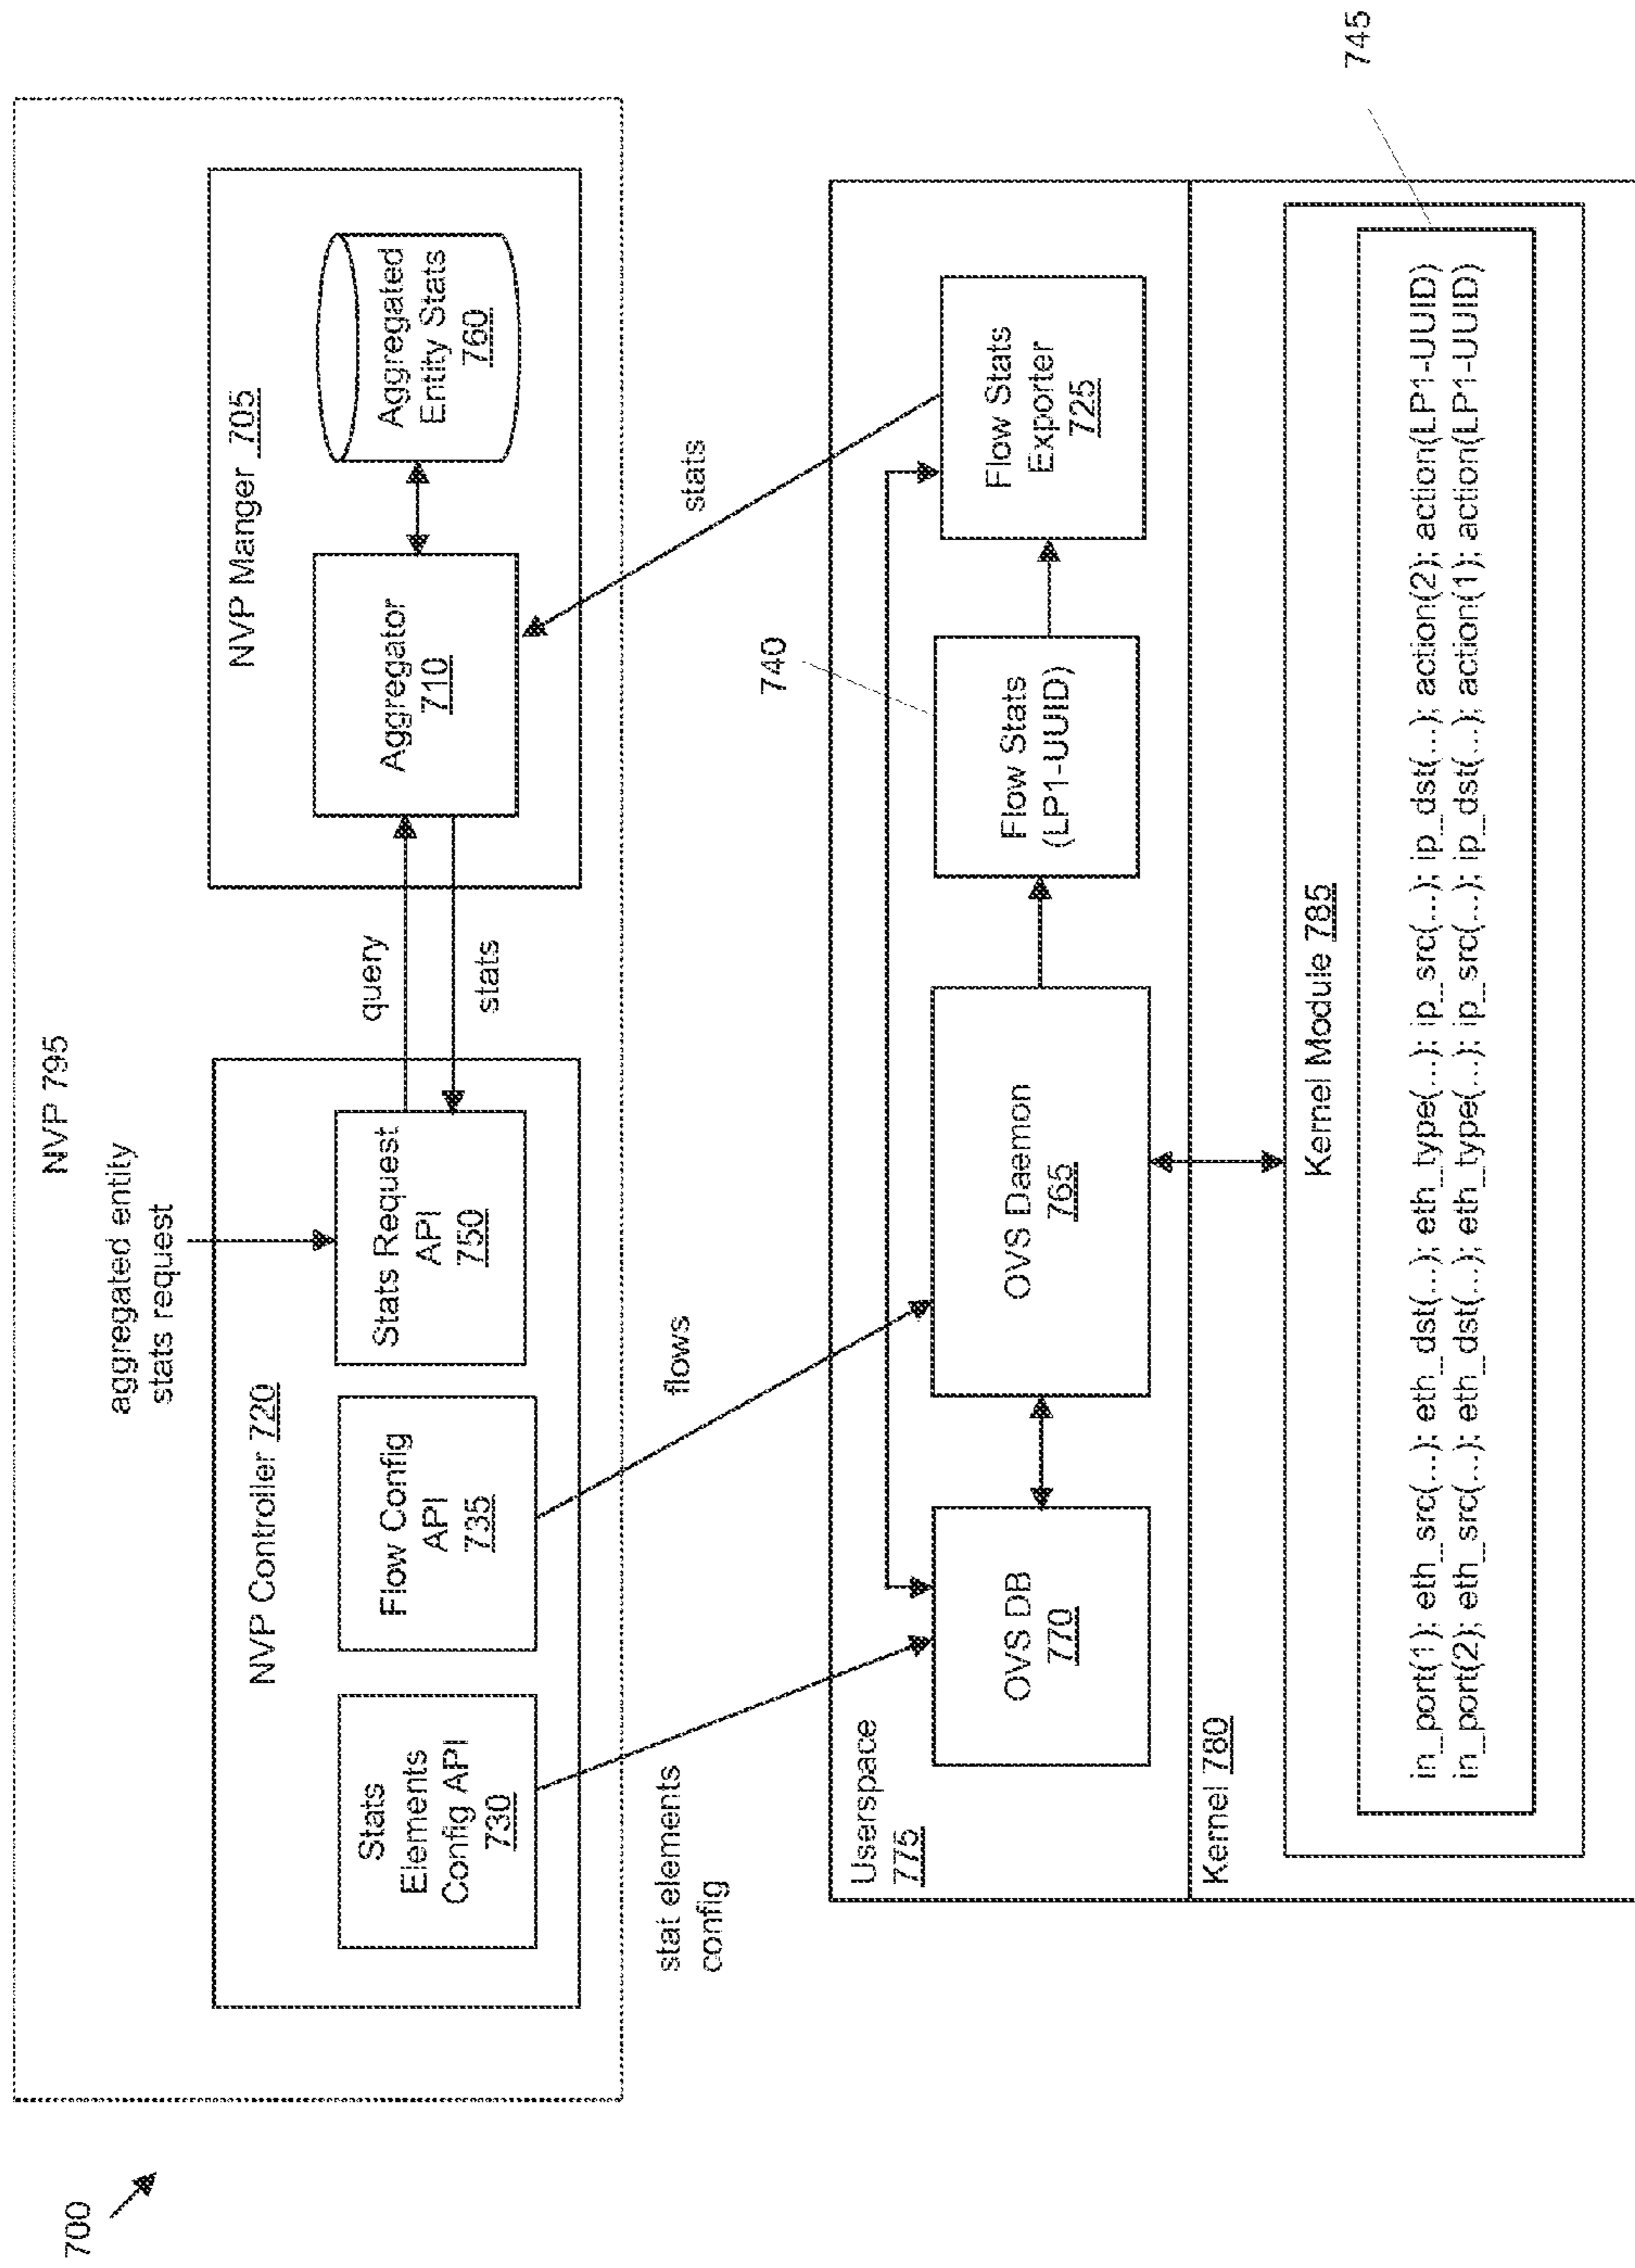 700
NVP 795
aggregated entity
stats request
NVP Controller 720
Stats
Elements
Config API
730
Flow Config
API
735
Stats Request
API
750
query
stats
NVP Manger 705
Aggregator
710
Aggregated
Entity Stats
760
stat elements
config
flows
stats
Userspace
775
OVS DB
770
OVS Daemon
765
740
Flow Stats
(LP1-UUID)
Flow Stats
Exporter
725
Kernel 780
Kernel Module 785
in_port(1); eth_src(...); eth_dst(...); eth_type(...); ip_src(...); ip_dst(...); action(2); action(LP1-UUID)
in_port(2); eth_src(...); eth_dst(...); eth_type(...); ip_src(...); ip_dst(...); action(1); action(LP1-UUID)
745